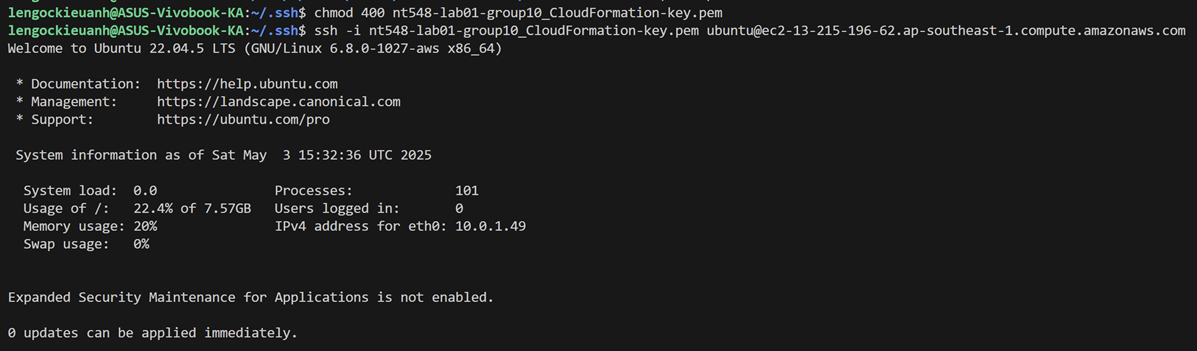 lengockieuanh@ASUS-Vivobook-KA:~/.ssh$ chmod 400 nt548-lab01-group10_CloudFormation-key.pem
lengockieuanh@ASUS-Vivobook-KA:~/.ssh$ ssh -i nt548-lab01-group10_CloudFormation-key.pem ubuntu@ec2-13-215-196-62.ap-southeast-1.compute.amazonaws.com
Welcome to Ubuntu 22.04.5 LTS (GNU/Linux 6.8.0-1027-aws x86_64)

 * Documentation:  https://help.ubuntu.com
 * Management:     https://landscape.canonical.com
 * Support:        https://ubuntu.com/pro

 System information as of Sat May  3 15:32:36 UTC 2025

  System load:  0.0               Processes:             101
  Usage of /:   22.4% of 7.57GB   Users logged in:       0
  Memory usage: 20%               IPv4 address for eth0: 10.0.1.49
  Swap usage:   0%

Expanded Security Maintenance for Applications is not enabled.

0 updates can be applied immediately.